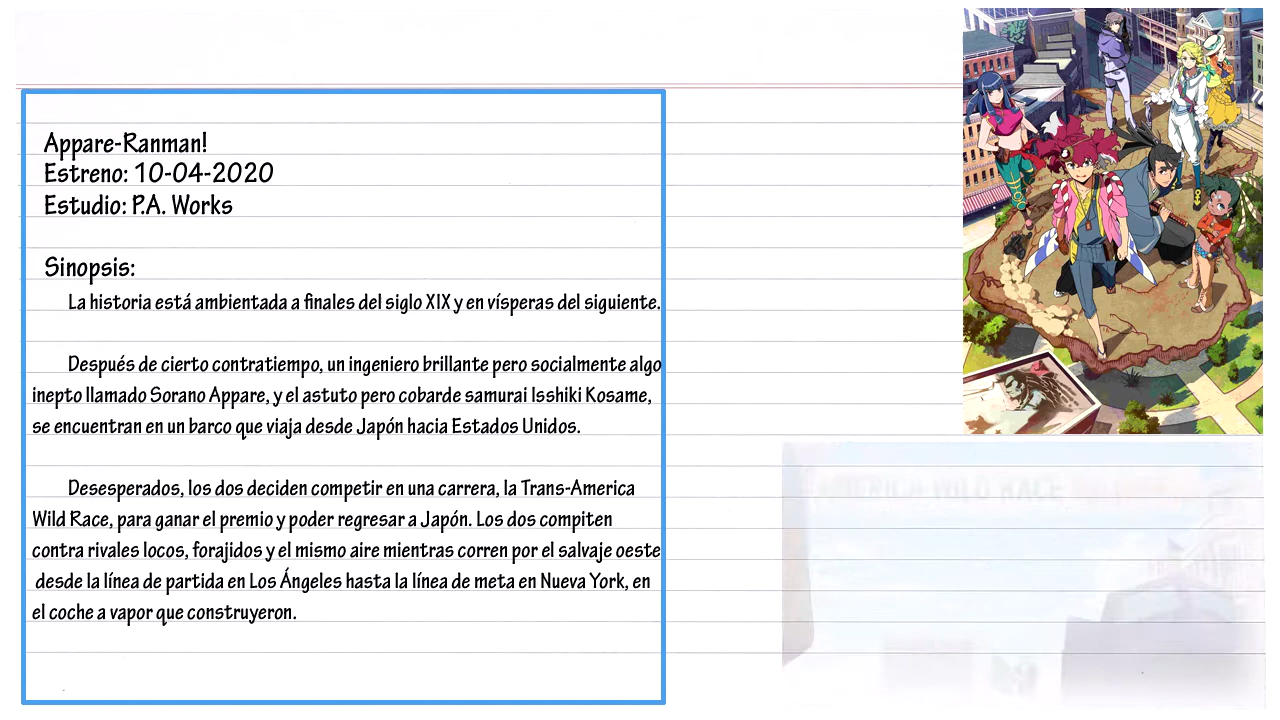 Appare-Ranman!
Estreno: 10-04-2020
Estudio: P.A. Works
Sinopsis:
La historia está ambientada a finales del siglo XIX y en vísperas del siguiente.
Después de cierto contratiempo, un ingeniero brillante pero socialmente algo
inepto llamado Sorano Appare, y el astuto pero cobarde samurai Isshiki Kosame,
se encuentran en un barco que viaja desde Japón hacia Estados Unidos.
Desesperados, los dos deciden competir en una carrera, la Trans-America
Wild Race, para ganar el premio y poder regresar a Japón. Los dos compiten
contra rivales locos, forajidos y el mismo aire mientras corren por el salvaje oeste
desde la línea de partida en Los Ángeles hasta la línea de meta en Nueva York, en
el coche a vapor que construyeron.
WILD RACE